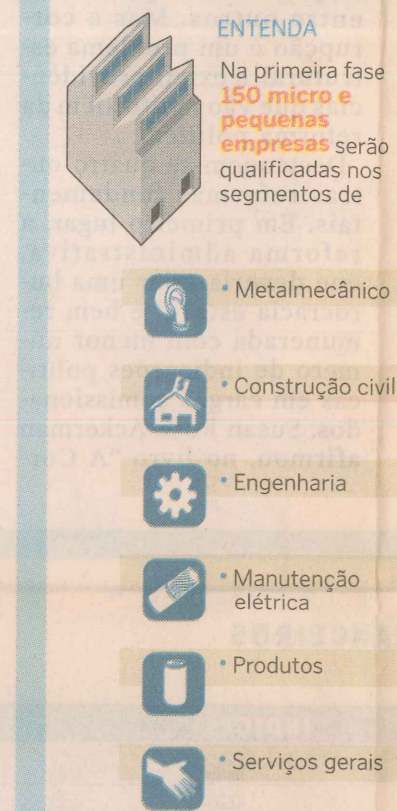 ENTENDA
Na primeira fase
150 micro e
pequenas
empresas serão
qualificadas nos
segmentos de
• Metalmecânico
• Construção civil
• Engenharia
• Manutenção
elétrica
• Produtos
• Serviços gerais